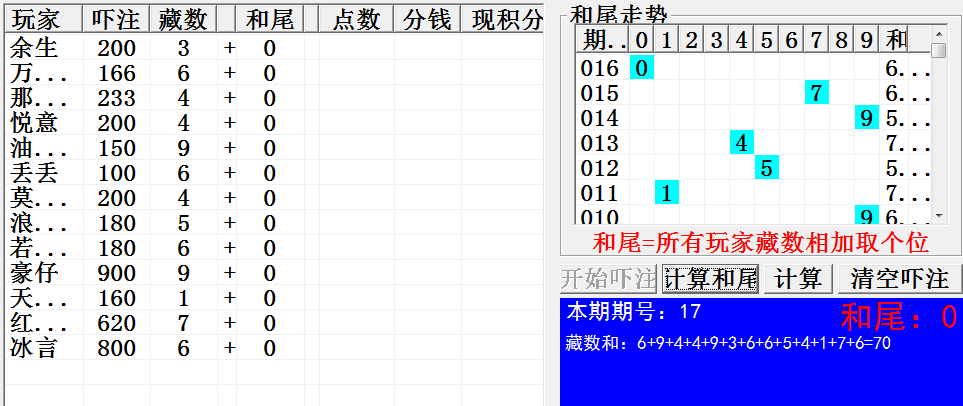 玩家 吓注 藏数 和尾 点数 分钱 现积分
余生 200 3 + 0
万... 166 6 + 0
那... 233 4 + 0
悦意 200 4 + 0
油... 150 9 + 0
丢丢 100 6 + 0
莫... 200 4 + 0
浪... 180 5 + 0
若... 180 6 + 0
豪仔 900 9 + 0
天... 160 1 + 0
红... 620 7 + 0
冰言 800 6 + 0
和尾走势
期.. 0 1 2 3 4 5 6 7 8 9 和
016 0 6...
015 7 6...
014 9 5...
013 4 7...
012 5 5...
011 1 7...
010 9 6...
和尾=所有玩家藏数相加取个位
开始吓注 计算和尾 计算 清空吓注
本期期号：17 和尾：0
藏数和：6+9+4+4+9+3+6+6+5+4+1+7+6=70